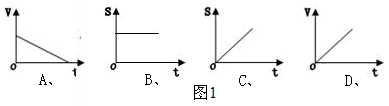 V S S V
o t o t o t o t
A、 B、 C、 D、
图1